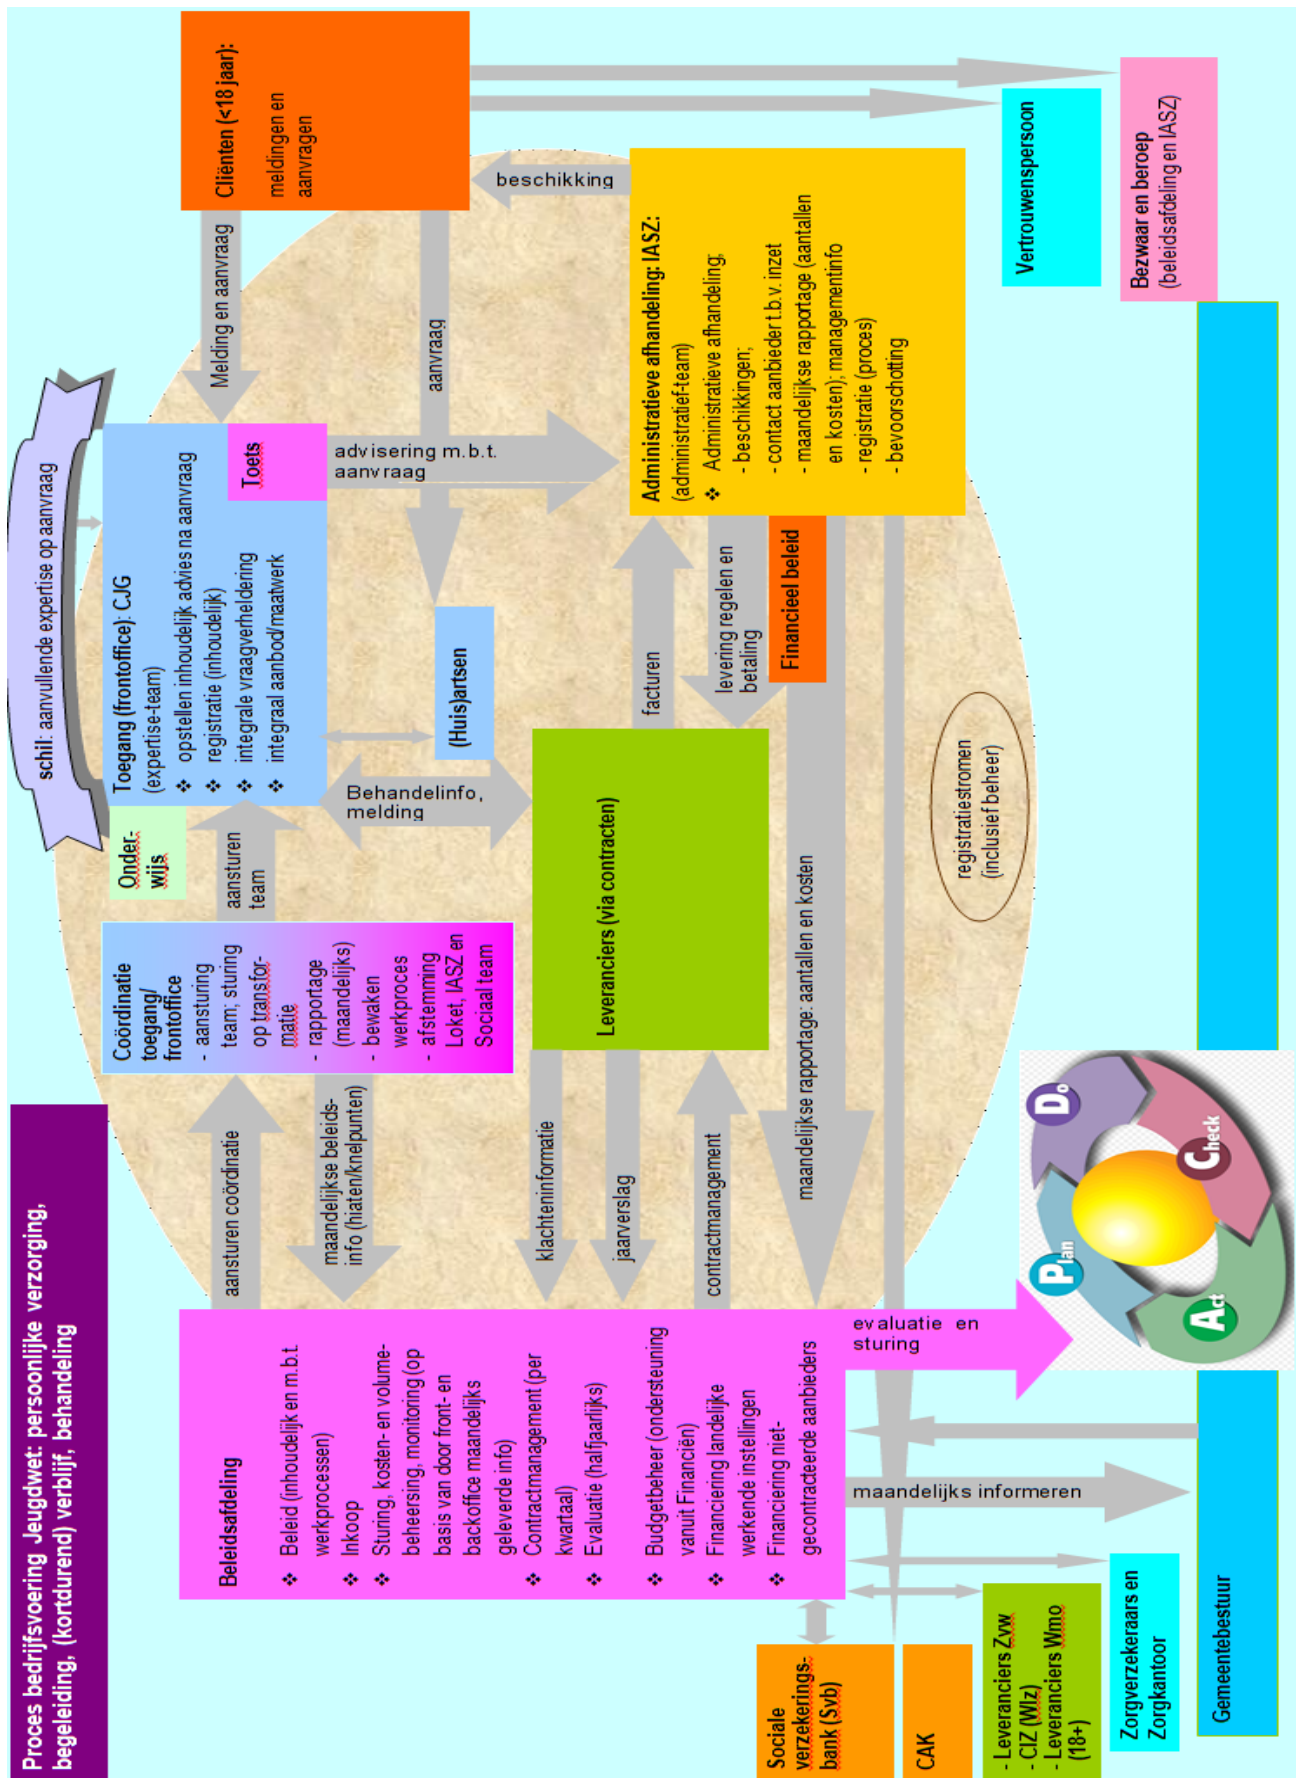 Proces bedrijfsvoering Jeugdwet: persoonlijke verzorging,
begeleiding, (kortdurend) verblijf, behandeling
schil: aanvullende expertise op aanvraag
Cliënten (<18 jaar):
meldingen en
aanvragen
Melding en aanvraag
aanvraag
beschikking
Toegang (frontoffice): CJG
(expertise-team)
❖ opstellen inhoudelijk advies na aanvraag
❖ registratie (inhoudelijk)
❖ integrale vraagverheldering
❖ integraal aanbod/maatwerk
Toets
advisering m.b.t.
aanvraag
Onder-
wijs
aansturen
team
Coördinatie
toegang/
frontoffice
- aansturing
team; sturing
op transfor-
matie
- rapportage
(maandelijks)
- bewaken
werkproces
- afstemming
Loket, IASZ en
Sociaal team
aansturen coördinatie
maandelijkse beleids-
info (hiaten/knelpunten)
Behandelinfo,
melding
(Huis)artsen
Leveranciers (via contracten)
klachteninformatie
jaarverslag
contractmanagement
facturen
levering regelen en
betaling
Financieel beleid
maandelijkse rapportage: aantallen en kosten
Administratieve afhandeling: IASZ:
(administratief-team)
❖ Administratieve afhandeling;
- beschikkingen;
- contact aanbieder t.b.v. inzet
- maandelijkse rapportage (aantallen
en kosten); managementinfo
- registratie (proces)
- bevoorschotting
registratiestromen
(inclusief beheer)
Vertrouwenspersoon
Bezwaar en beroep
(beleidsafdeling en IASZ)
Beleidsafdeling
❖ Beleid (inhoudelijk en m.b.t.
werkprocessen)
❖ Inkoop
❖ Sturing, kosten- en volume-
beheersing, monitoring (op
basis van door front- en
backoffice maandelijks
geleverde info)
❖ Contractmanagement (per
kwartaal)
❖ Evaluatie (halfjaarlijks)
❖ Budgetbeheer (ondersteuning
vanuit Financiën)
❖ Financiering landelijke
werkende instellingen
❖ Financiering niet-
gecontracteerde aanbieders
evaluatie en
sturing
Plan
Do
Check
Act
maandelijks informeren
Sociale
verzekerings-
bank (Svb)
CAK
- Leveranciers Zvw
- CIZ (Wlz)
- Leveranciers Wmo
(18+)
Zorgverzekeraars en
Zorgkantoor
Gemeentebestuur